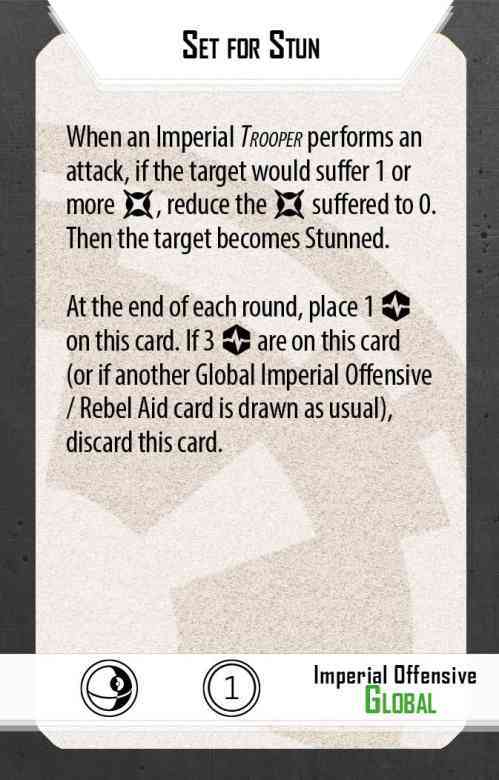 Set for Stun
When an Imperial Trooper performs an
attack, if the target would suffer 1 or
more , reduce the suffered to 0.
Then the target becomes Stunned.
At the end of each round, place 1
on this card. If 3 are on this card
(or if another Global Imperial Offensive
/ Rebel Aid card is drawn as usual),
discard this card.
1
Imperial Offensive
Global